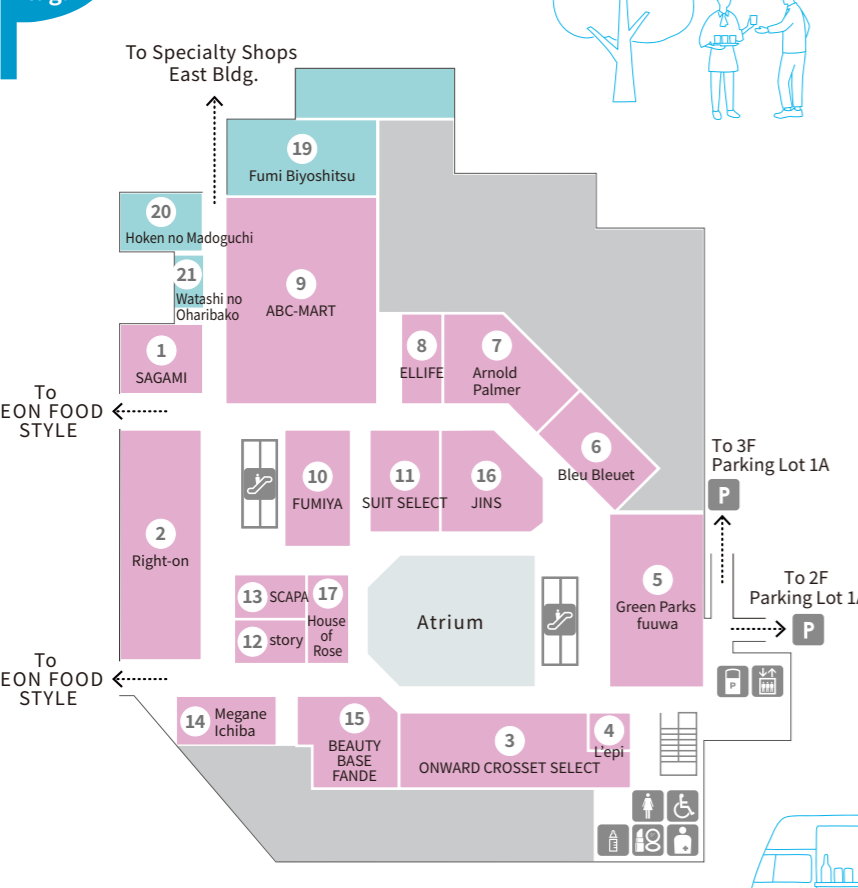 To Specialty Shops
East Bldg.
19
Fumi Biyoshitsu
20
Hoken no Madoguchi
21
Watashi no
Oharibako
9
ABC-MART
1
SAGAMI
8
ELLIFE
7
Arnold
Palmer
To
EON FOOD
STYLE
6
Bleu Bleuet
To 3F
Parking Lot 1A
P
10
FUMIYA
11
SUIT SELECT
16
JINS
2
Right-on
5
Green Parks
fuuwa
To 2F
Parking Lot 1A
P
13 SCAPA
17
House
of
Rose
12 story
Atrium
To
EON FOOD
STYLE
P
14 Megane
Ichiba
15
BEAUTY
BASE
FANDE
3
ONWARD CROSSET SELECT
4
L'epi